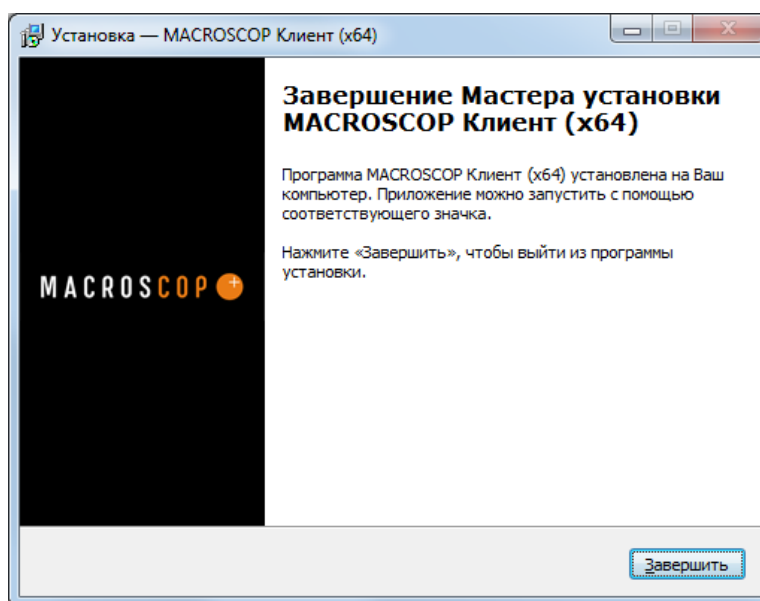 Установка — MACROSCOP Клиент (x64)
Завершение Мастера установки
MACROSCOP Клиент (x64)
Программа MACROSCOP Клиент (x64) установлена на Ваш
компьютер. Приложение можно запустить с помощью
соответствующего значка.
Нажмите «Завершить», чтобы выйти из программы
установки.
MACROSCOP
Завершить